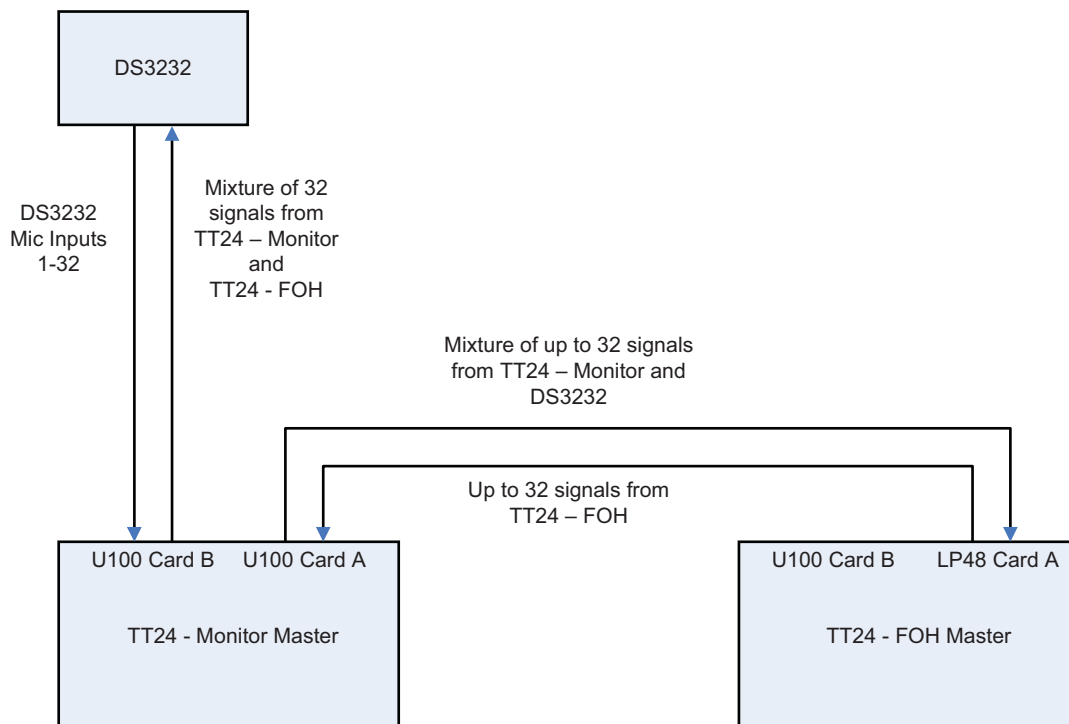 DS3232
DS3232
Mic Inputs
1-32
Mixture of 32
signals from
TT24 – Monitor
and
TT24 - FOH
Mixture of up to 32 signals
from TT24 – Monitor and
DS3232
Up to 32 signals from
TT24 – FOH
U100 Card B
U100 Card A
TT24 - Monitor Master
U100 Card B
LP48 Card A
TT24 - FOH Master